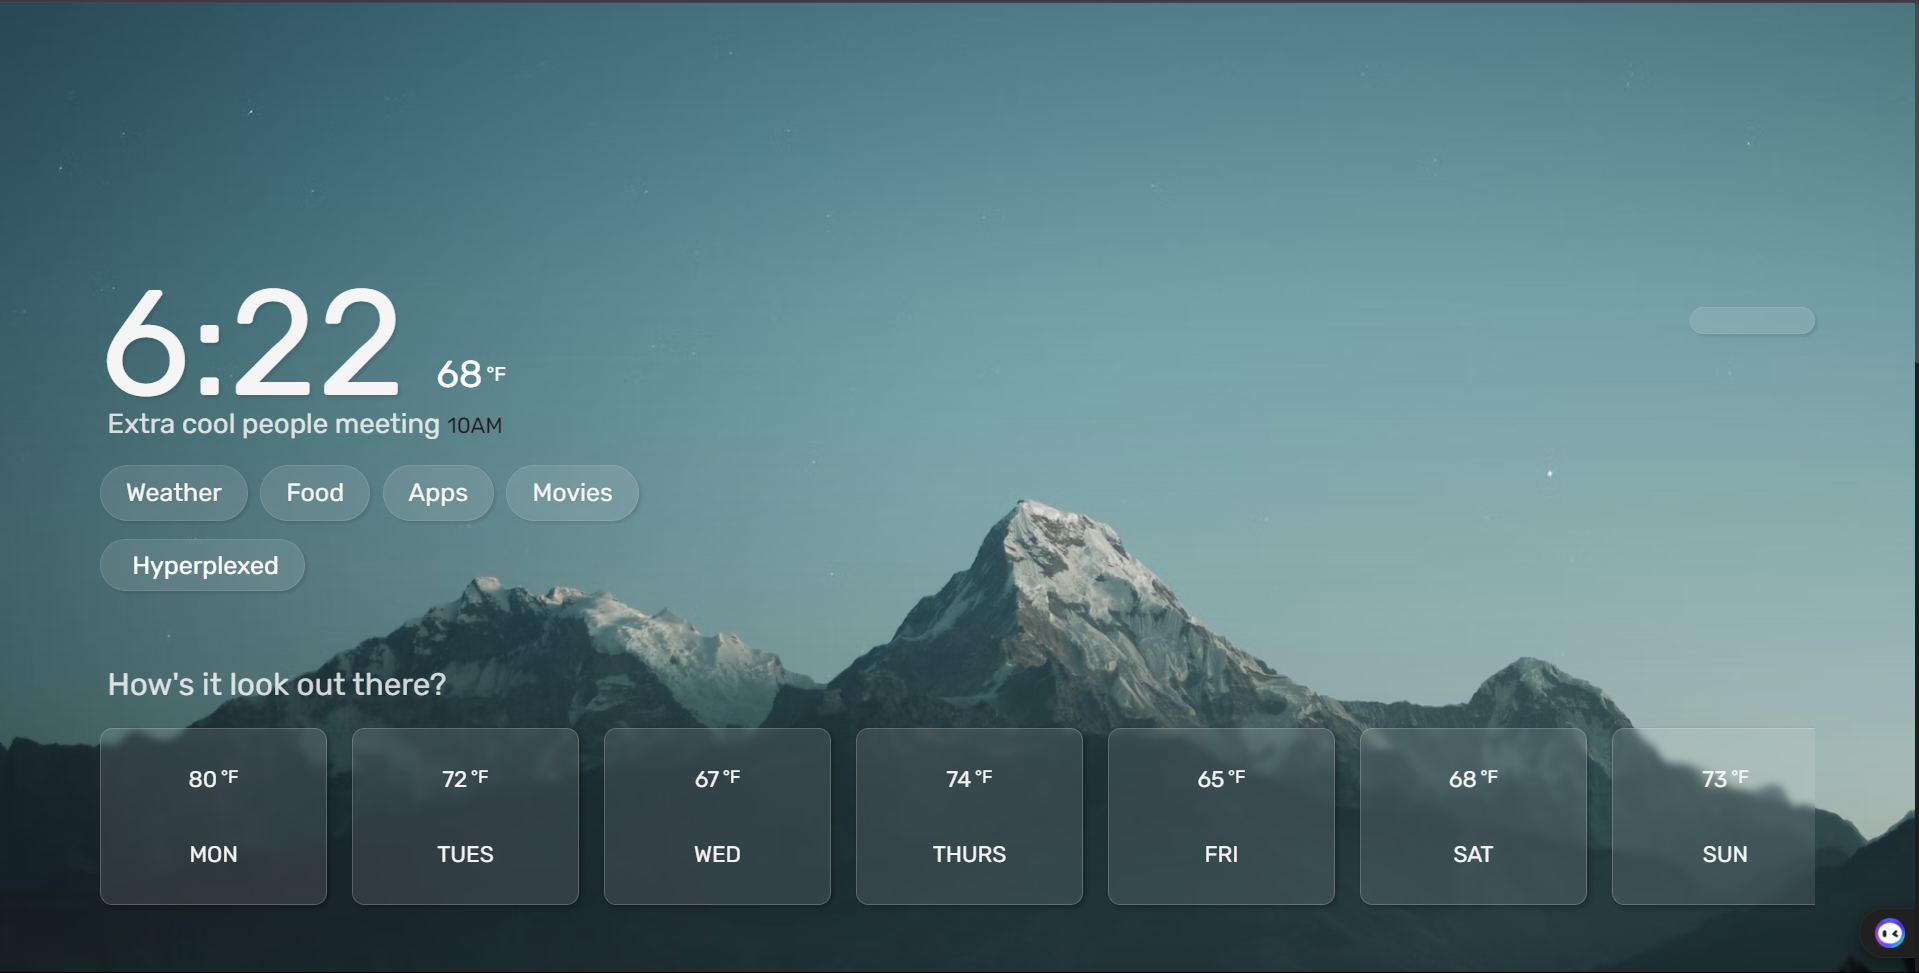 6:22 68 °F
Extra cool people meeting 10AM
Weather Food Apps Movies
Hyperplexed
How's it look out there?
80 °F 72 °F 67 °F 74 °F 65 °F 68 °F 73 °F
MON TUES WED THURS FRI SAT SUN